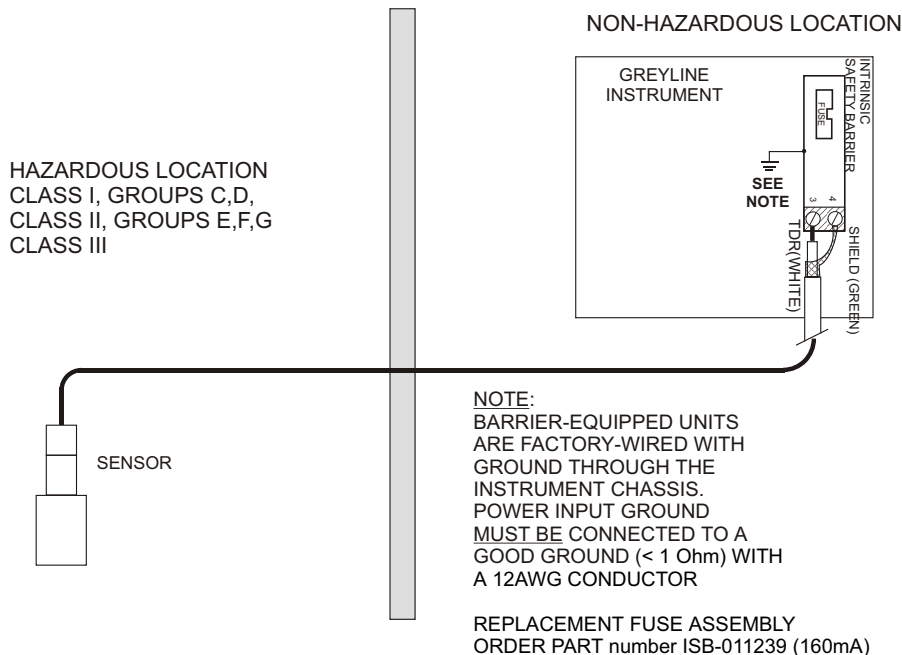 NON-HAZARDOUS LOCATION
GREYLINE
INSTRUMENT
INTRINSIC
SAFETY BARRIER
FUSE
SEE
NOTE
3 4
TDR(WHITE)
SHIELD (GREEN)
HAZARDOUS LOCATION
CLASS I, GROUPS C,D,
CLASS II, GROUPS E,F,G
CLASS III
SENSOR
NOTE:
BARRIER-EQUIPPED UNITS
ARE FACTORY-WIRED WITH
GROUND THROUGH THE
INSTRUMENT CHASSIS.
POWER INPUT GROUND
MUST BE CONNECTED TO A
GOOD GROUND (< 1 Ohm) WITH
A 12AWG CONDUCTOR
REPLACEMENT FUSE ASSEMBLY
ORDER PART number ISB-011239 (160mA)